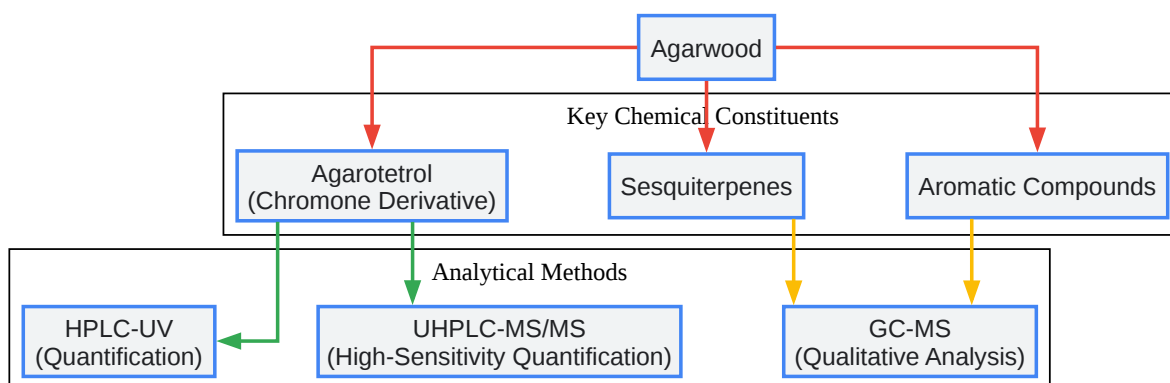 Agarwood
Key Chemical Constituents
Agarotetrol
(Chromone Derivative)
Sesquiterpenes
Aromatic Compounds
Analytical Methods
HPLC-UV
(Quantification)
UHPLC-MS/MS
(High-Sensitivity Quantification)
GC-MS
(Qualitative Analysis)